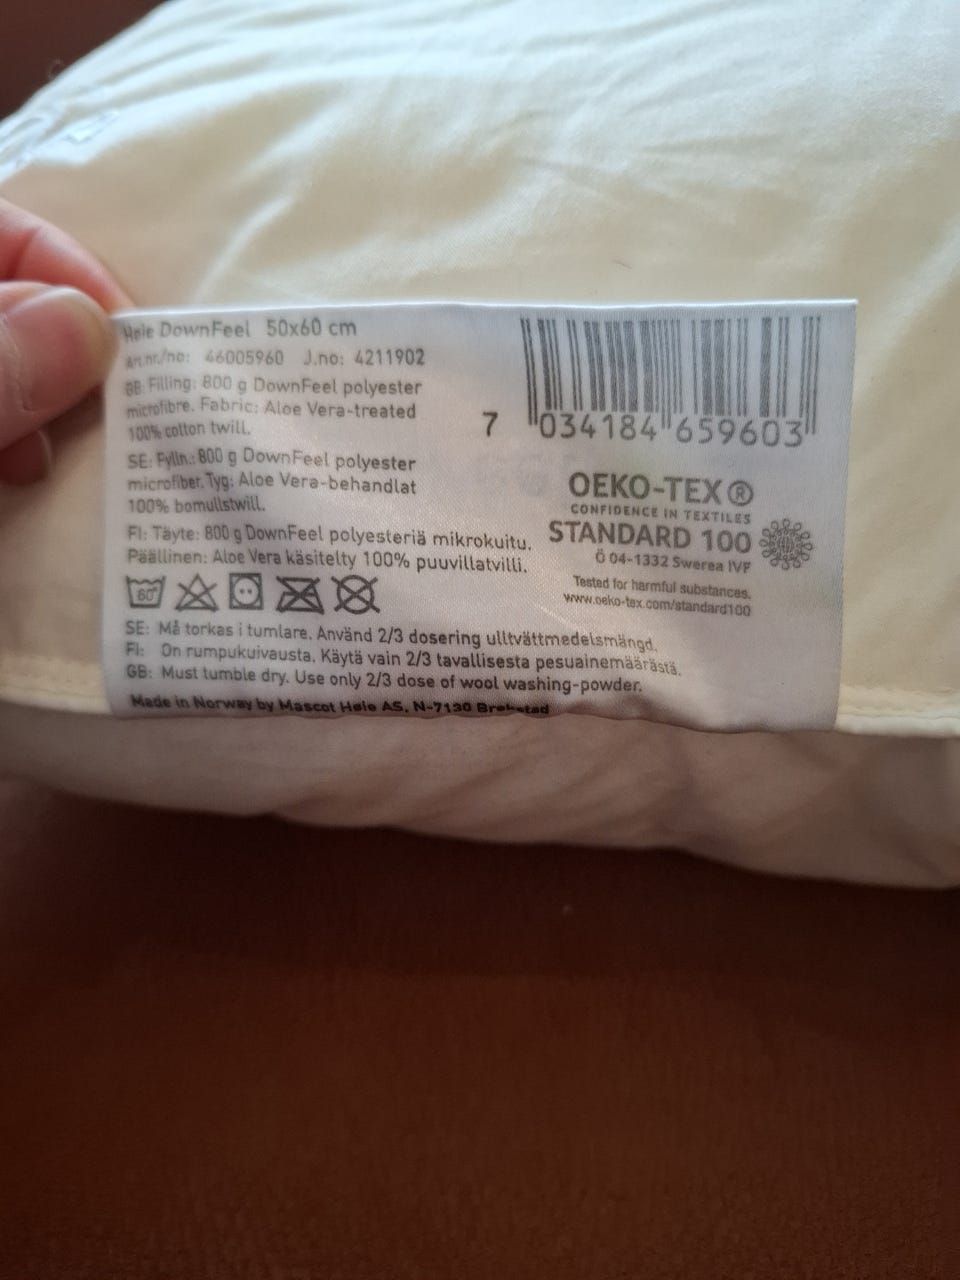 Høie DownFeel 50x60 cm
Art.nr./no: 46005960 J.no: 4211902
GB: Filling: 800 g DownFeel polyester
microfibre. Fabric: Aloe Vera-treated
100% cotton twill.
SE: Fylln.: 800 g DownFeel polyester
microfiber. Tyg: Aloe Vera-behandlat
100% bomullstwill.
FI: Täyte: 800 g DownFeel polyesteriä mikrokuitu.
Päällinen: Aloe Vera käsitelty 100% puuvillatvilli.
60°
SE: Må torkas i tumlare. Använd 2/3 dosering ulltvättmedelsmängd.
FI: On rumpukuivausta. Käytä vain 2/3 tavallisesta pesuainemäärästä.
GB: Must tumble dry. Use only 2/3 dose of wool washing-powder.
Made in Norway by Mascot Høie AS, N-7130 Brekstad
7 034184 659603
OEKO-TEX®
CONFIDENCE IN TEXTILES
STANDARD 100
Ö 04-1332 Swerea IVF
Tested for harmful substances.
www.oeko-tex.com/standard100